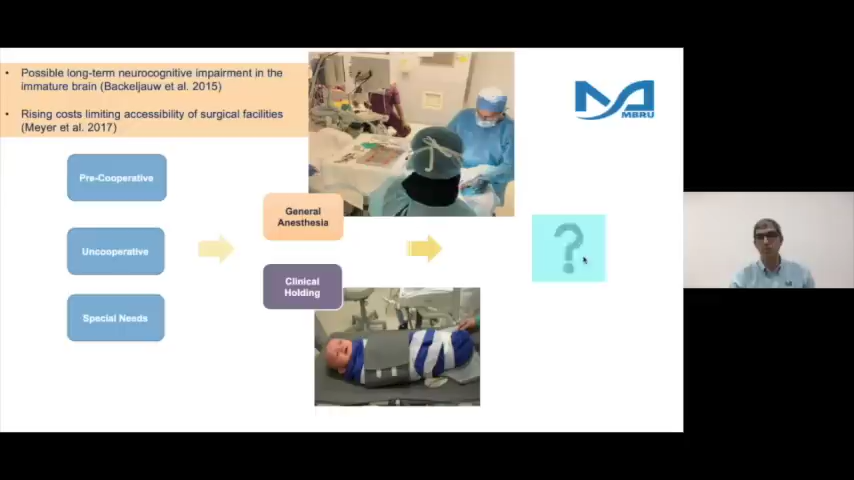 • Possible long-term neurocognitive impairment in the
immature brain (Backeljauw et al. 2015)
• Rising costs limiting accessibility of surgical facilities
(Meyer et al. 2017)
MBRU
Pre-Cooperative
Uncooperative
Special Needs
General
Anesthesia
Clinical
Holding
?